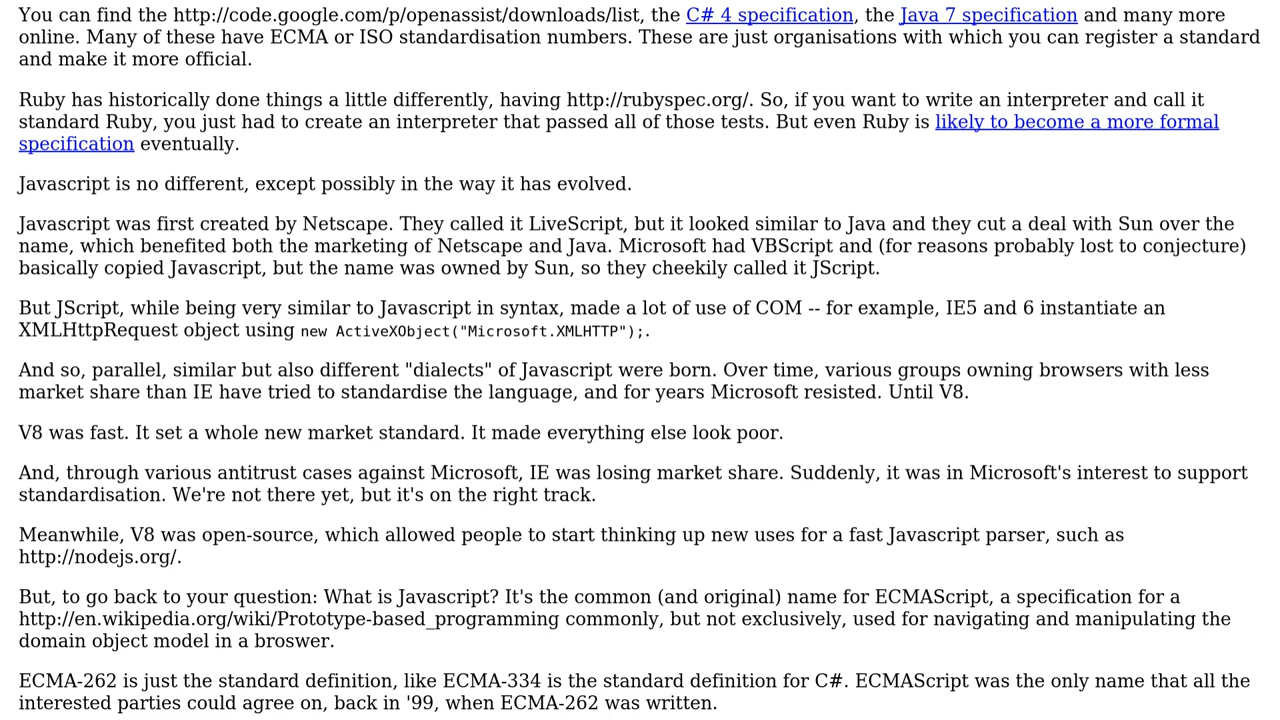 You can find the http://code.google.com/p/openassist/downloads/list, the C# 4 specification, the Java 7 specification and many more
online. Many of these have ECMA or ISO standardisation numbers. These are just organisations with which you can register a standard
and make it more official.
Ruby has historically done things a little differently, having http://rubyspec.org/. So, if you want to write an interpreter and call it
standard Ruby, you just had to create an interpreter that passed all of those tests. But even Ruby is likely to become a more formal
specification eventually.
Javascript is no different, except possibly in the way it has evolved.
Javascript was first created by Netscape. They called it LiveScript, but it looked similar to Java and they cut a deal with Sun over the
name, which benefited both the marketing of Netscape and Java. Microsoft had VBScript and (for reasons probably lost to conjecture)
basically copied Javascript, but the name was owned by Sun, so they cheekily called it JScript.
But JScript, while being very similar to Javascript in syntax, made a lot of use of COM -- for example, IE5 and 6 instantiate an
XMLHttpRequest object using new ActiveXObject("Microsoft.XMLHTTP");.
And so, parallel, similar but also different "dialects" of Javascript were born. Over time, various groups owning browsers with less
market share than IE have tried to standardise the language, and for years Microsoft resisted. Until V8.
V8 was fast. It set a whole new market standard. It made everything else look poor.
And, through various antitrust cases against Microsoft, IE was losing market share. Suddenly, it was in Microsoft's interest to support
standardisation. We're not there yet, but it's on the right track.
Meanwhile, V8 was open-source, which allowed people to start thinking up new uses for a fast Javascript parser, such as
http://nodejs.org/.
But, to go back to your question: What is Javascript? It's the common (and original) name for ECMAScript, a specification for a
http://en.wikipedia.org/wiki/Prototype-based_programming commonly, but not exclusively, used for navigating and manipulating the
domain object model in a broswer.
ECMA-262 is just the standard definition, like ECMA-334 is the standard definition for C#. ECMAScript was the only name that all the
interested parties could agree on, back in '99, when ECMA-262 was written.